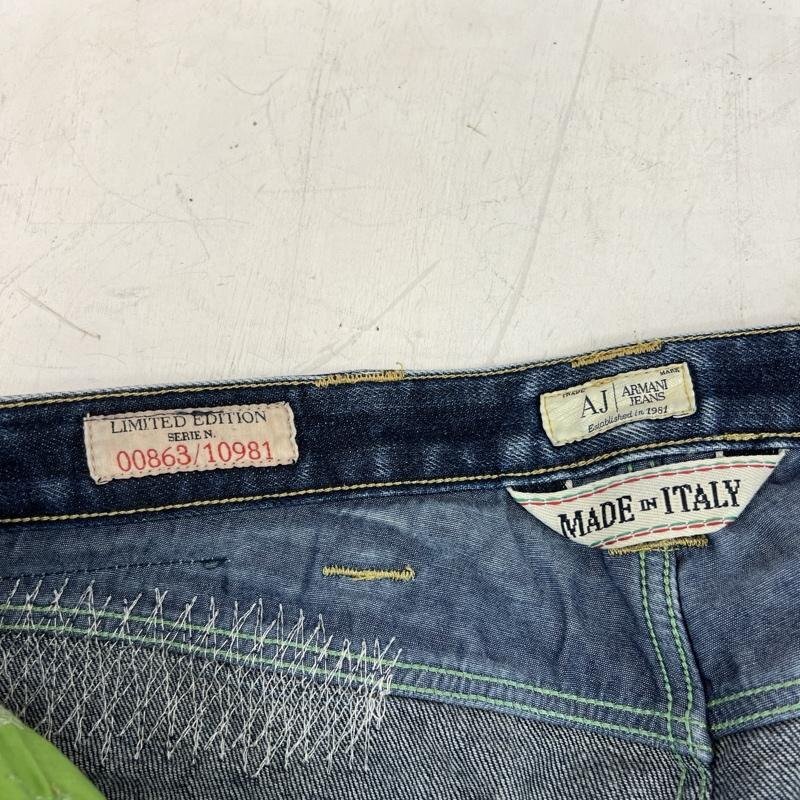 LIMITED EDITION
SERIE N.
00863/10981
TRADE MARK
AJ ARMANI JEANS
Established in 1981
MADE IN ITALY